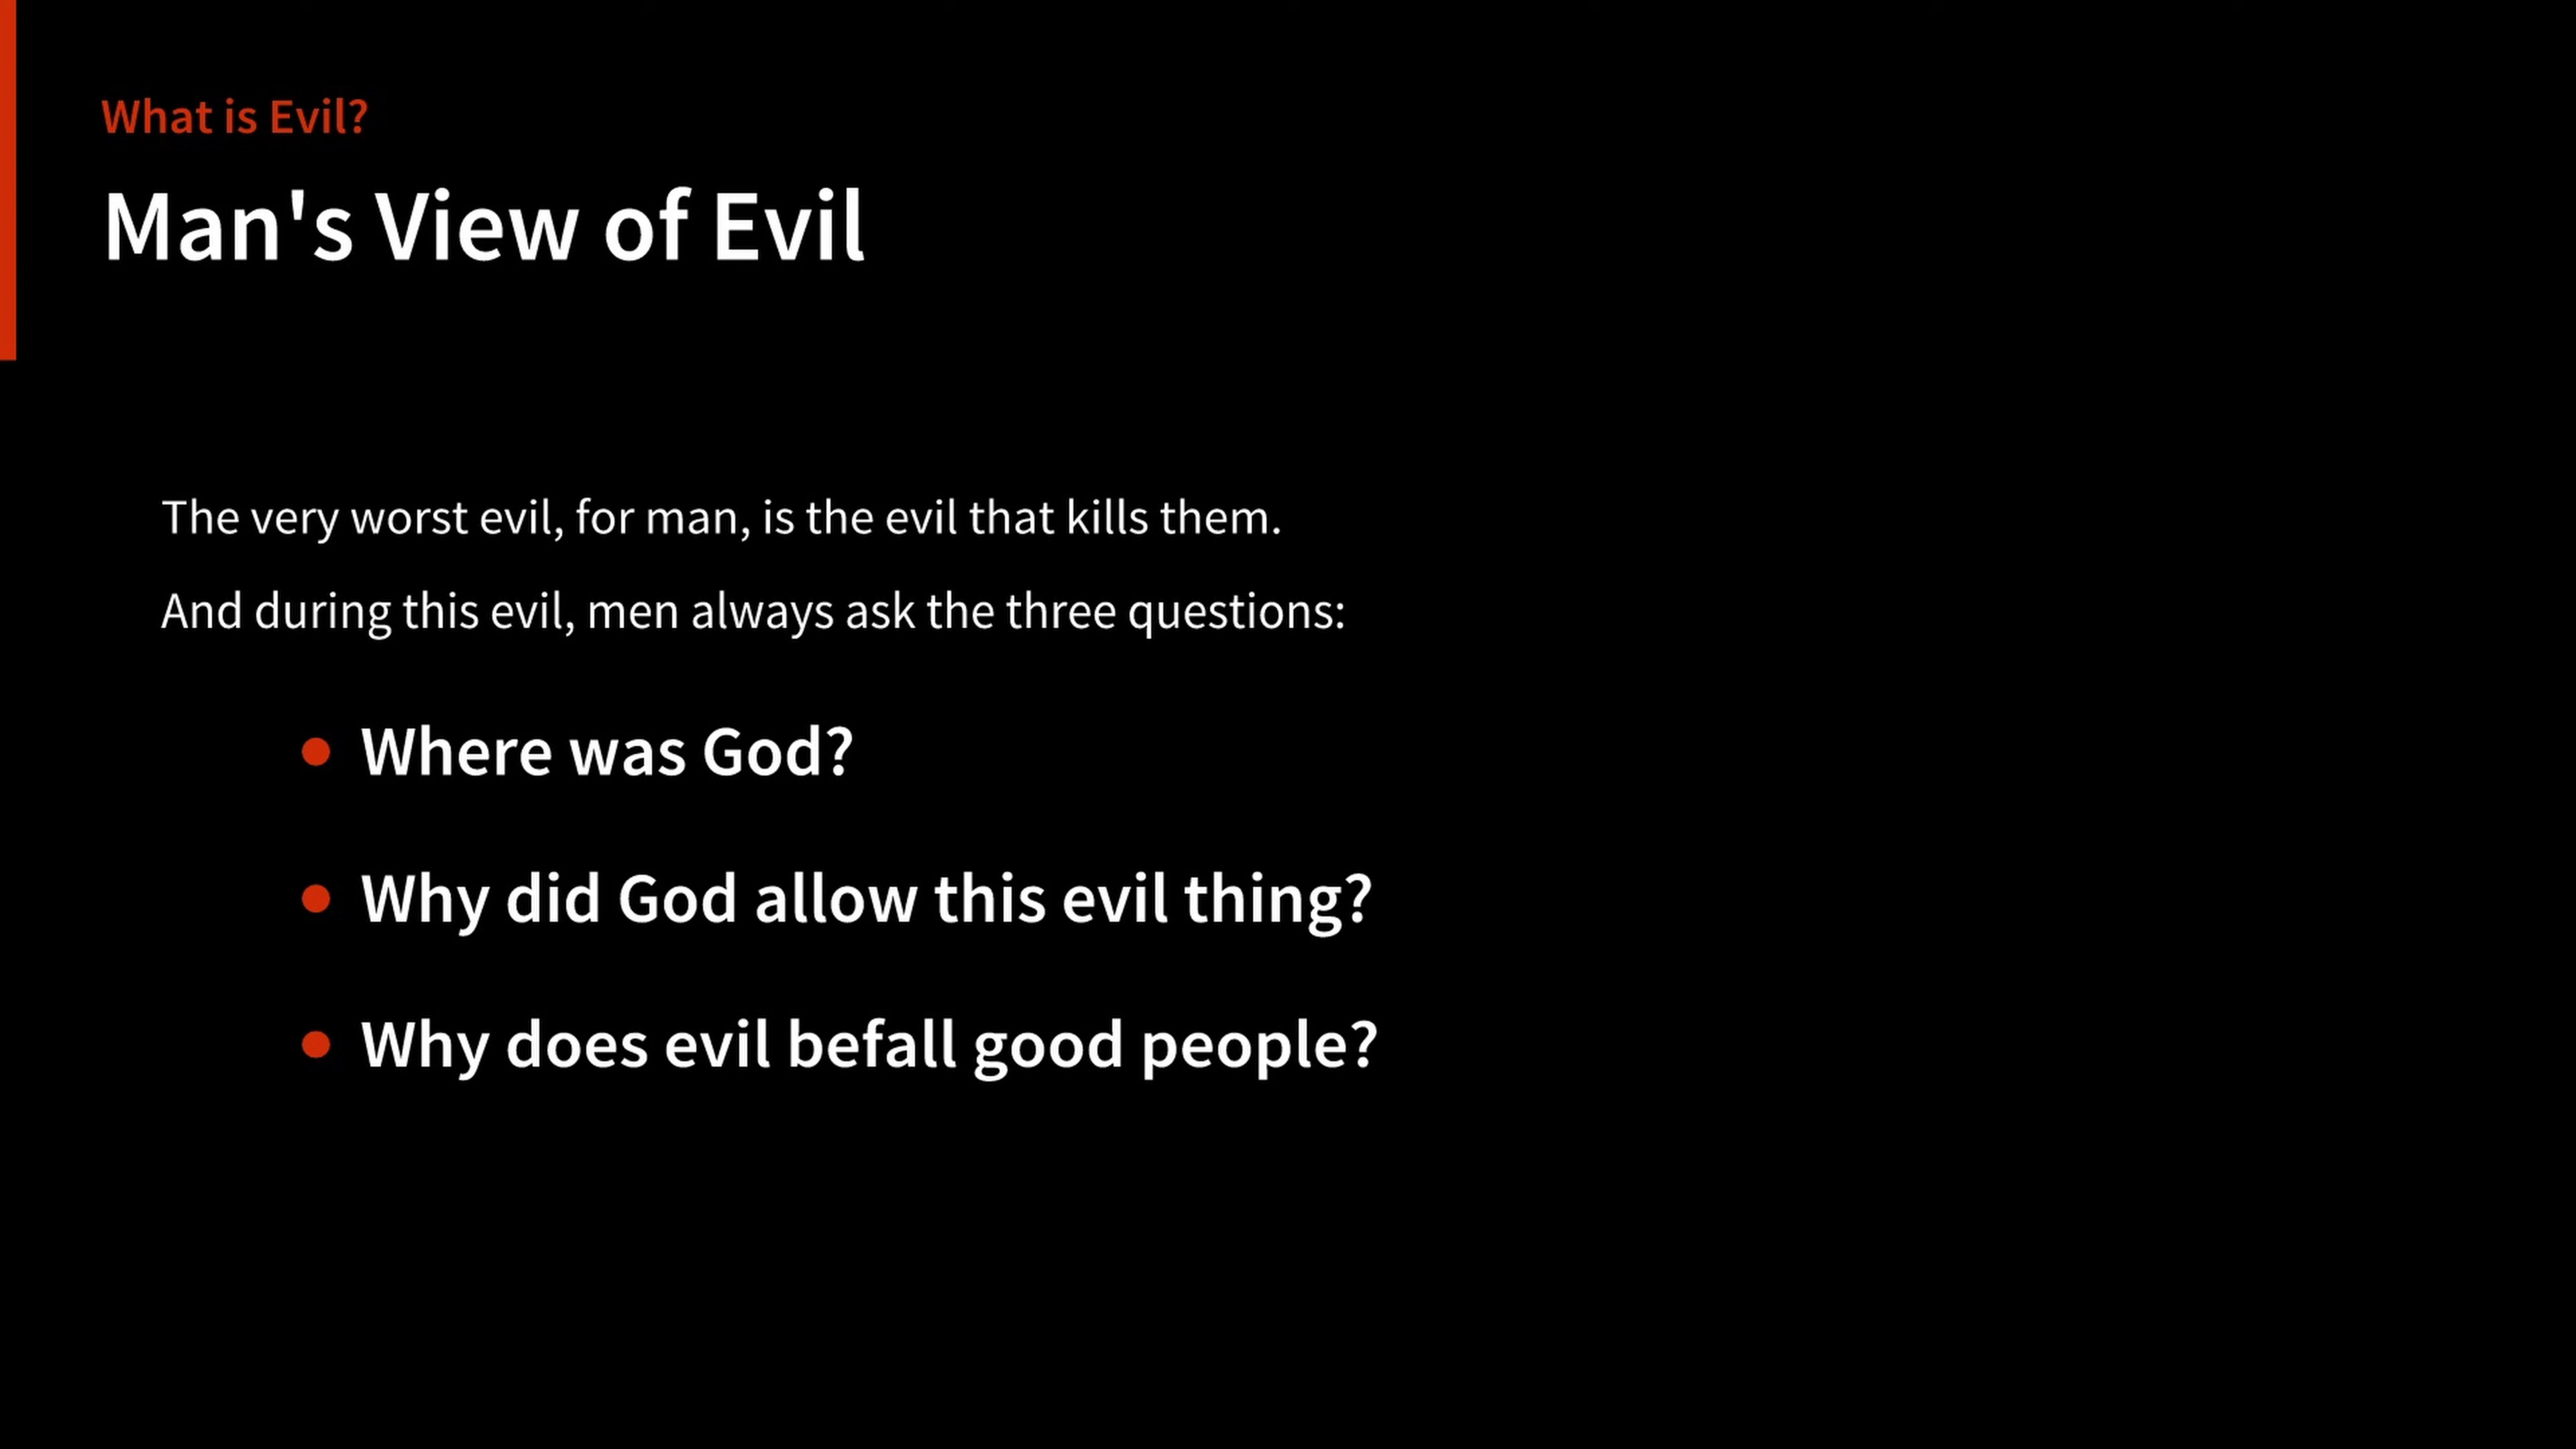 What is Evil?
Man's View of Evil
The very worst evil, for man, is the evil that kills them.
And during this evil, men always ask the three questions:
Where was God?
Why did God allow this evil thing?
Why does evil befall good people?